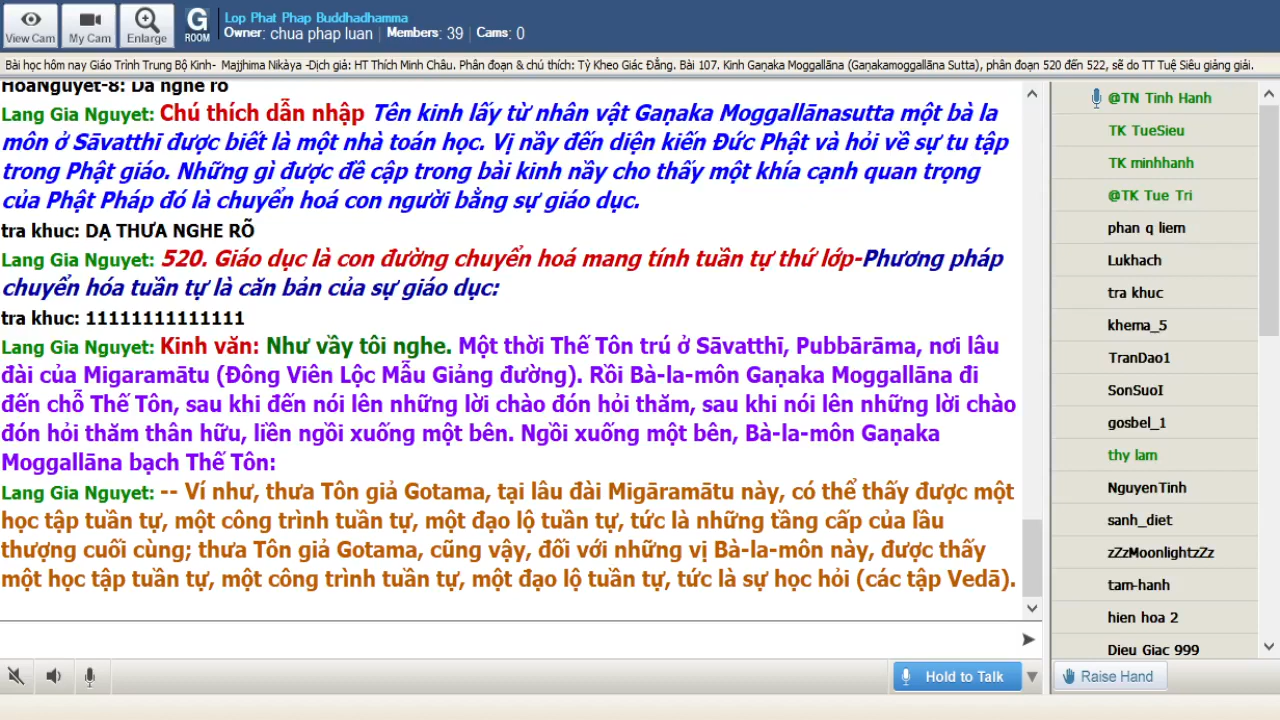 View Cam
My Cam
Enlarge
G
ROOM
Lop Phat Phap Buddhadhamma
Owner: chua phap luan | Members: 39 | Cams: 0
Bài học hôm nay Giáo Trình Trung Bộ Kinh- Majjhima Nikàya -Dịch giả: HT Thích Minh Châu. Phân đoạn & chú thích: Tỳ Kheo Giác Đẳng. Bài 107. Kinh Gaṇaka Moggallāna (Gaṇakamoggallāna Sutta), phân đoạn 520 đến 522, sẽ do TT Tuệ Siêu giảng giải.
HoaNguyet-8: Da nghe ro
Lang Gia Nguyet: Chú thích dẫn nhập Tên kinh lấy từ nhân vật Gaṇaka Moggallānasutta một bà la
môn ở Sāvatthi được biết là một nhà toán học. Vị nầy đến diện kiến Đức Phật và hỏi về sự tu tập
trong Phật giáo. Những gì được đề cập trong bài kinh nầy cho thấy một khía cạnh quan trọng
của Phật Pháp đó là chuyển hoá con người bằng sự giáo dục.
tra khuc: DẠ THƯA NGHE RÕ
Lang Gia Nguyet: 520. Giáo dục là con đường chuyển hoá mang tính tuần tự thứ lớp-Phương pháp
chuyển hóa tuần tự là căn bản của sự giáo dục:
tra khuc: 11111111111111
Lang Gia Nguyet: Kinh văn: Như vầy tôi nghe. Một thời Thế Tôn trú ở Sāvatthī, Pubbārāma, nơi lâu
đài của Migaramātu (Đông Viên Lộc Mẫu Giảng đường). Rồi Bà-la-môn Gaṇaka Moggallāna đi
đến chỗ Thế Tôn, sau khi đến nói lên những lời chào đón hỏi thăm, sau khi nói lên những lời chào
đón hỏi thăm thân hữu, liền ngồi xuống một bên. Ngồi xuống một bên, Bà-la-môn Gaṇaka
Moggallāna bạch Thế Tôn:
Lang Gia Nguyet: -- Ví như, thưa Tôn giả Gotama, tại lâu đài Migāramātu này, có thể thấy được một
học tập tuần tự, một công trình tuần tự, một đạo lộ tuần tự, tức là những tầng cấp của lầu
thượng cuối cùng; thưa Tôn giả Gotama, cũng vậy, đối với những vị Bà-la-môn này, được thấy
một học tập tuần tự, một công trình tuần tự, một đạo lộ tuần tự, tức là sự học hỏi (các tập Vedā).
@TN Tinh Hanh
TK TueSieu
TK minhhanh
@TK Tue Tri
phan q liem
Lukhach
tra khuc
khema_5
TranDao1
SonSuoI
gosbel_1
thy lam
NguyenTinh
sanh_diet
zZzMoonlightzZz
tam-hanh
hien hoa 2
Dieu Giac 999
Hold to Talk
Raise Hand